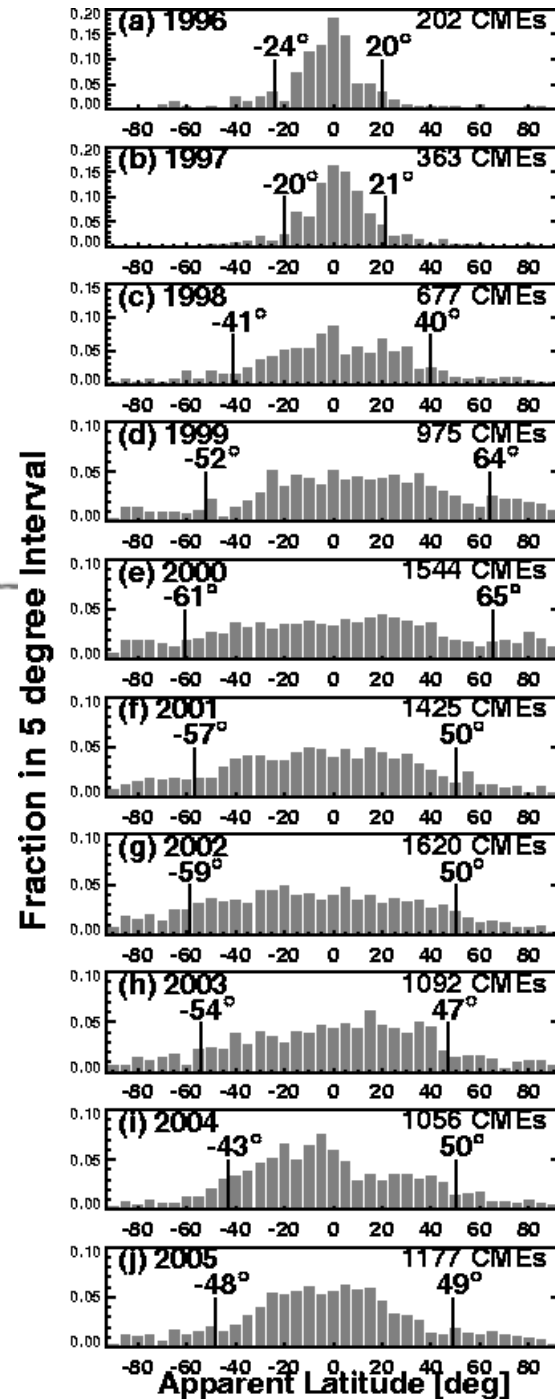 (a) 1996 202 CMEs
-24° 20°
0.20
0.15
0.10
0.05
0.00
-80 -60 -40 -20 0 20 40 60 80
(b) 1997 363 CMEs
-20° 21°
0.20
0.15
0.10
0.05
0.00
-80 -60 -40 -20 0 20 40 60 80
(c) 1998 677 CMEs
-41° 40°
0.15
0.10
0.05
0.00
-80 -60 -40 -20 0 20 40 60 80
(d) 1999 975 CMEs
-52° 64°
0.10
0.05
0.00
-80 -60 -40 -20 0 20 40 60 80
(e) 2000 1544 CMEs
-61° 65°
0.10
0.05
0.00
-80 -60 -40 -20 0 20 40 60 80
(f) 2001 1425 CMEs
-57° 50°
0.10
0.05
0.00
-80 -60 -40 -20 0 20 40 60 80
(g) 2002 1620 CMEs
-59° 50°
0.10
0.05
0.00
-80 -60 -40 -20 0 20 40 60 80
(h) 2003 1092 CMEs
-54° 47°
0.10
0.05
0.00
-80 -60 -40 -20 0 20 40 60 80
(i) 2004 1056 CMEs
-43° 50°
0.10
0.05
0.00
-80 -60 -40 -20 0 20 40 60 80
(j) 2005 1177 CMEs
-48° 49°
0.10
0.05
0.00
-80 -60 -40 -20 0 20 40 60 80
Apparent Latitude [deg]
Fraction in 5 degree Interval